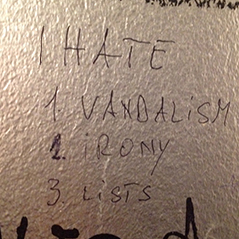 I HATE
1. VANDALISM
2. iRONY
3. LiSTS